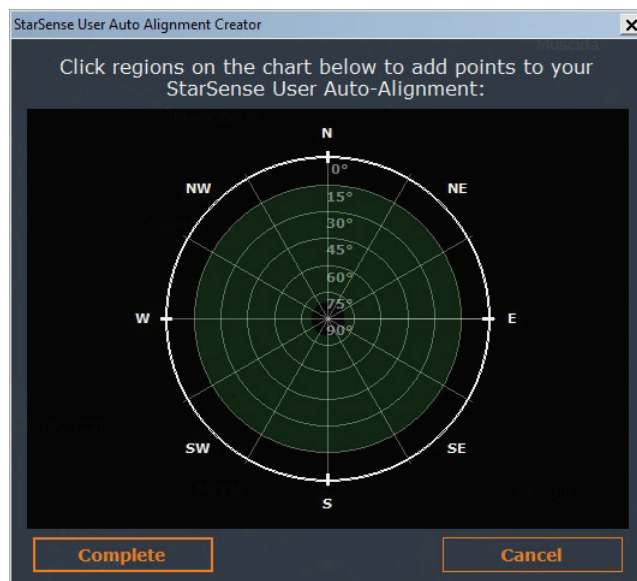 StarSense User Auto Alignment Creator
Muscida
Click regions on the chart below to add points to your
StarSense User Auto-Alignment:
N
0°
NW
NE
15°
30°
45°
60°
75°
W
E
90°
SW
SE
S
Complete
Cancel